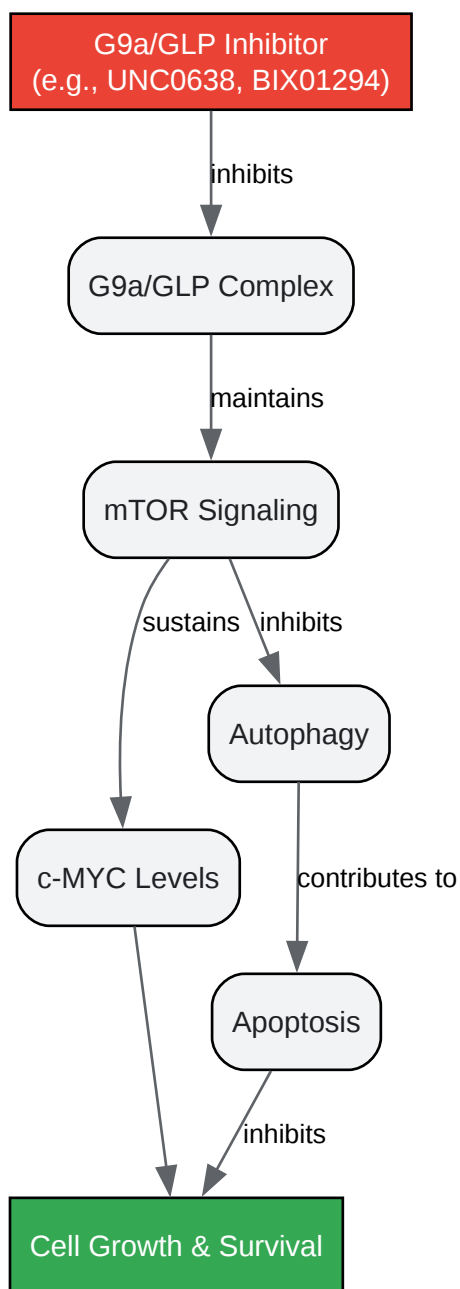 G9a/GLP Inhibitor
(e.g., UNC0638, BIX01294)
inhibits
G9a/GLP Complex
maintains
mTOR Signaling
sustains
inhibits
Autophagy
c-MYC Levels
contributes to
Apoptosis
inhibits
Cell Growth & Survival